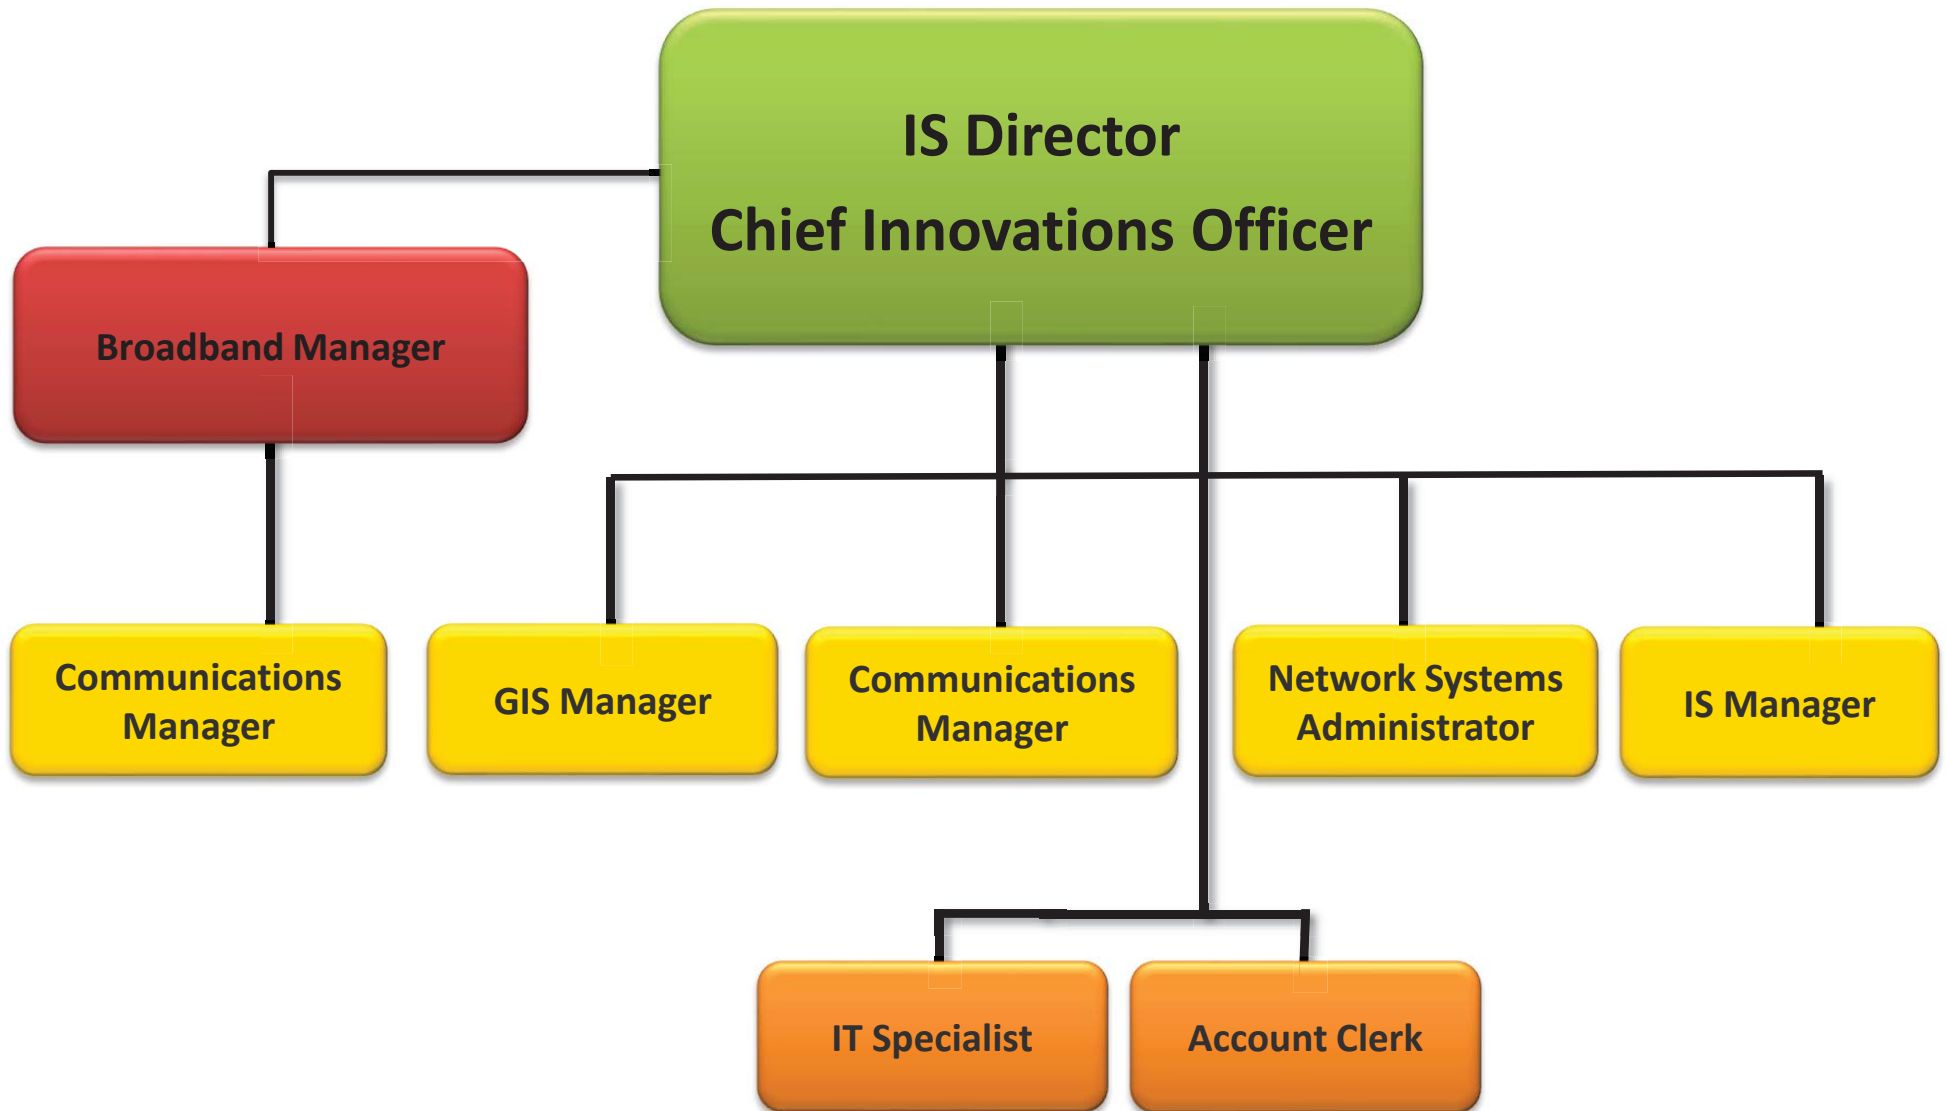 IS Director
Chief Innovations Officer
Broadband Manager
Communications
Manager
GIS Manager
Communications
Manager
Network Systems
Administrator
IS Manager
IT Specialist
Account Clerk